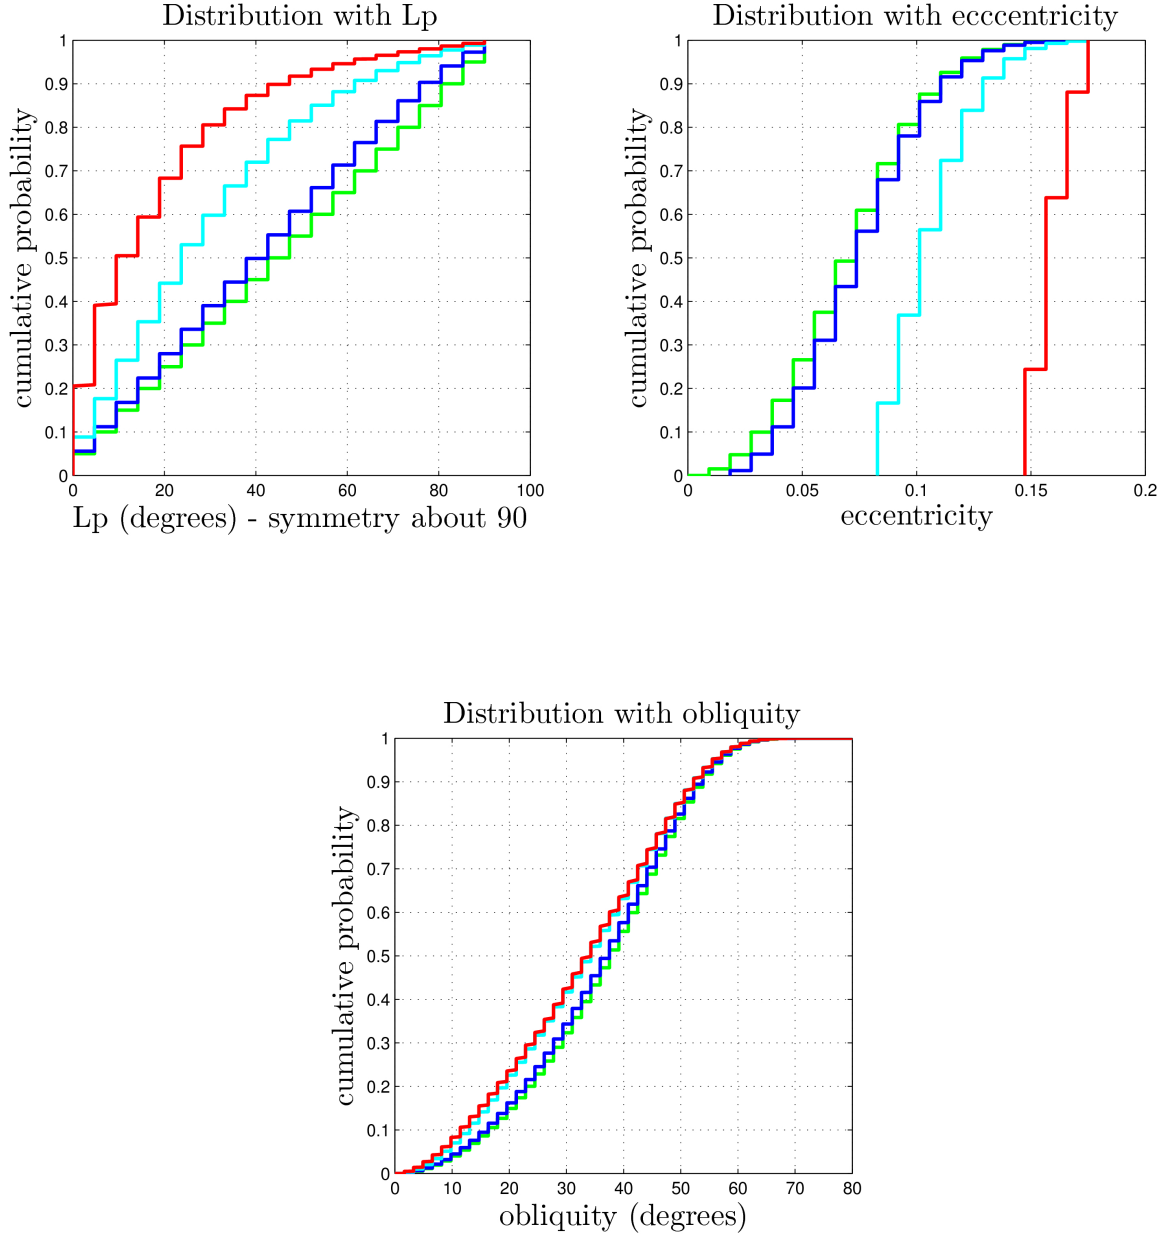 Distribution with Lp
cumulative probability
1
0.9
0.8
0.7
0.6
0.5
0.4
0.3
0.2
0.1
0
0 20 40 60 80 100
Lp (degrees) - symmetry about 90
Distribution with ecccentricity
cumulative probability
1
0.9
0.8
0.7
0.6
0.5
0.4
0.3
0.2
0.1
0
0 0.05 0.1 0.15 0.2
eccentricity
Distribution with obliquity
cumulative probability
1
0.9
0.8
0.7
0.6
0.5
0.4
0.3
0.2
0.1
0
0 10 20 30 40 50 60 70 80
obliquity (degrees)